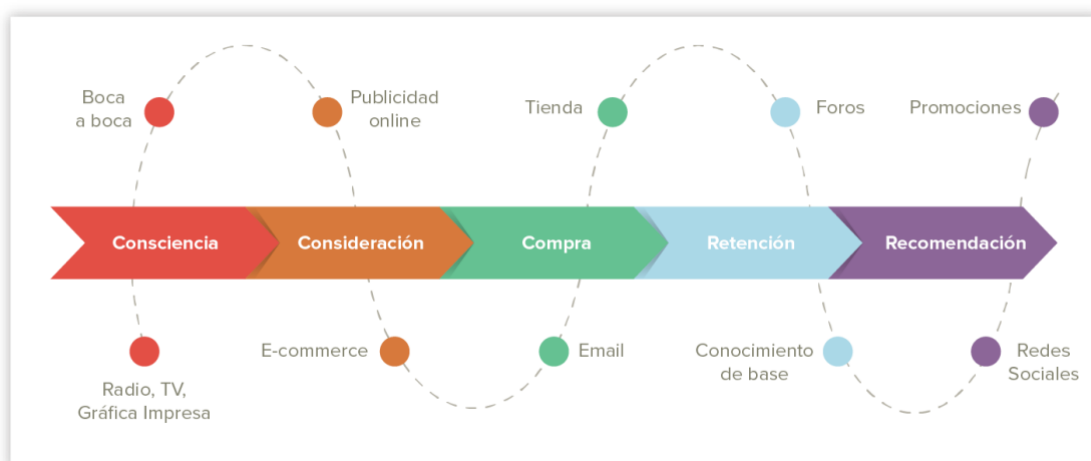 Boca
a boca
Publicidad
online
Tienda
Foros
Promociones
Consciencia
Consideración
Compra
Retención
Recomendación
Radio, TV,
Gráfica Impresa
E-commerce
Email
Conocimiento
de base
Redes
Sociales